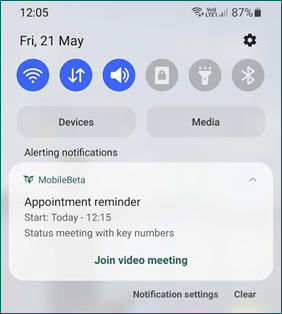 12:05 Vo) LTE1 87%
Fri, 21 May
Devices Media
Alerting notifications
MobileBeta
Appointment reminder
Start: Today - 12:15
Status meeting with key numbers
Join video meeting
Notification settings Clear